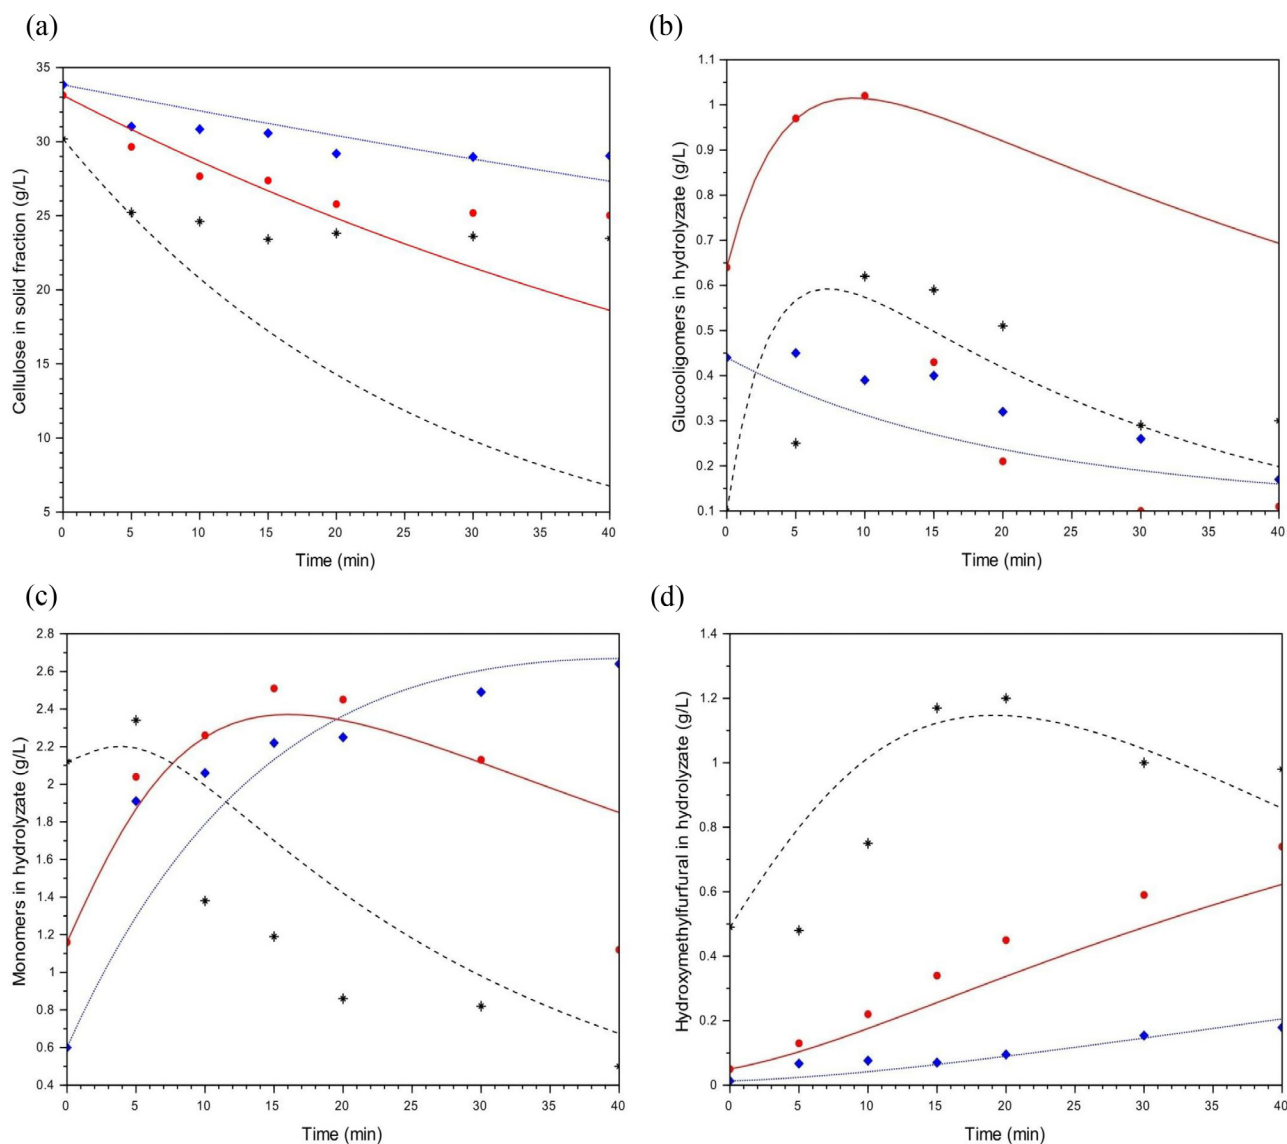 (a)
35
30
25
20
15
10
5
Cellulose in solid fraction (g/L)
0 5 10 15 20 25 30 35 40
Time (min)
(b)
1.1
1
0.9
0.8
0.7
0.6
0.5
0.4
0.3
0.2
0.1
Glucooligomers in hydrolyzate (g/L)
0 5 10 15 20 25 30 35 40
Time (min)
(c)
2.8
2.6
2.4
2.2
2
1.8
1.6
1.4
1.2
1
0.8
0.6
0.4
Monomers in hydrolyzate (g/L)
0 5 10 15 20 25 30 35 40
Time (min)
(d)
1.4
1.2
1
0.8
0.6
0.4
0.2
0
Hydroxymethylfurfural in hydrolyzate (g/L)
0 5 10 15 20 25 30 35 40
Time (min)